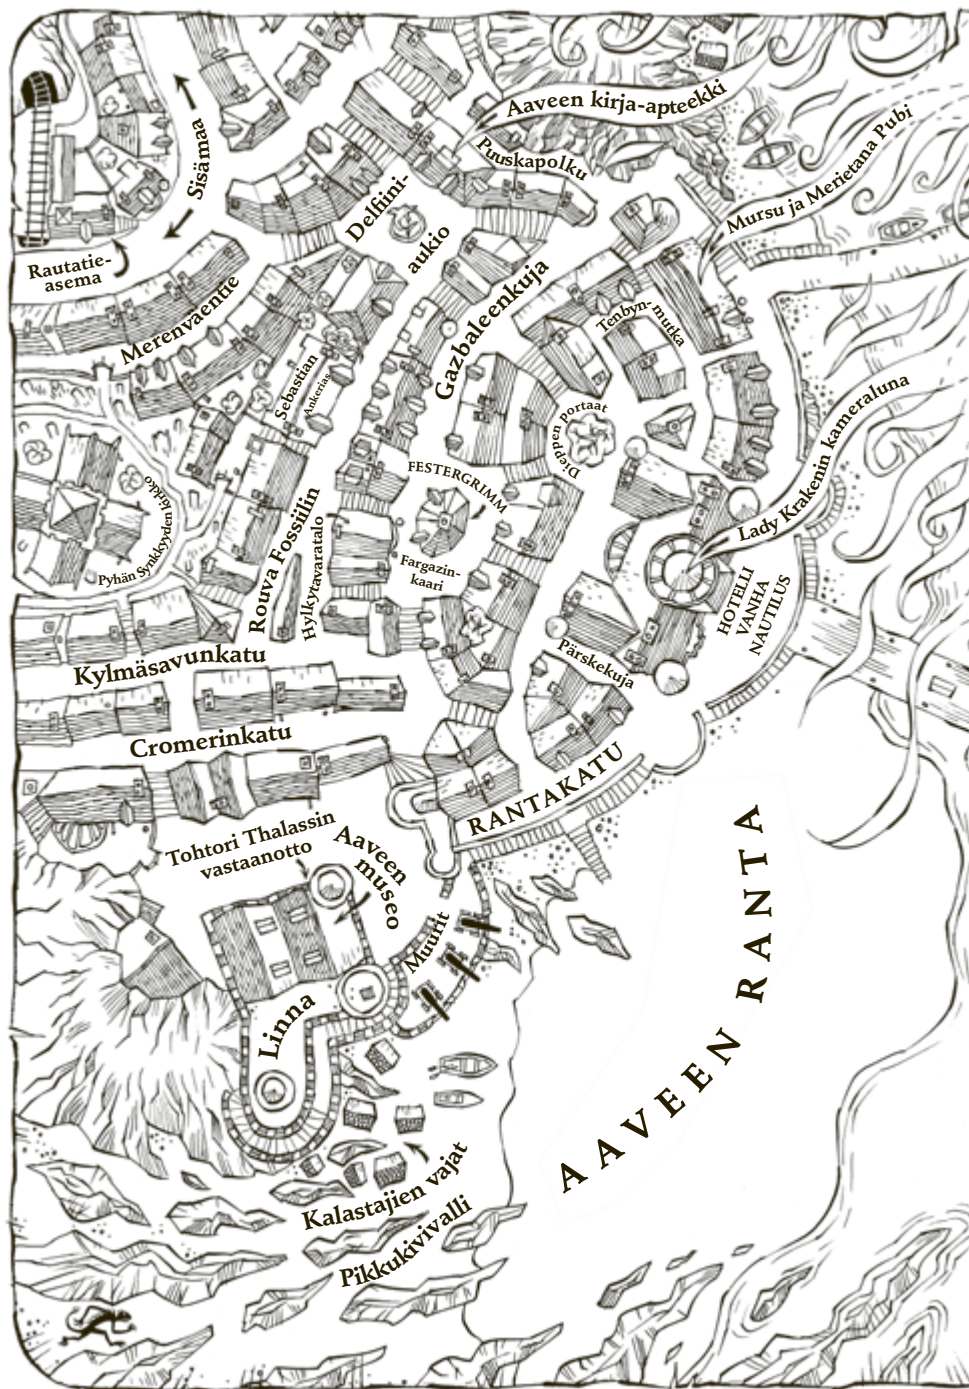 Aaveen kirja-apteekki
Puuskapolku
Mursu ja Merietana Pubi
Sisämaa
Delfiini-
aukio
Rautatie-
asema
Merenväentie
Gazbaleenkuja
Tenbyn-
mutka
Sebastian
Ankerias
Dieppen portaat
Lady Krakenin kameraluna
FESTERGRIMM
Fargazin-
kaari
Pyhän Synkkyyden kirkko
Rouva Fossiilin
Hylkytavaratalo
HOTELLI
VANHA
NAUTILUS
Kylmäsavunkatu
Pärskekuja
Cromerinkatu
RANTAKATU
Tohtori Thalassin
vastaanotto
Aaveen
museo
Muurit
Linna
AAVEEN RANTA
Kalastajien vajat
Pikkukivivalli